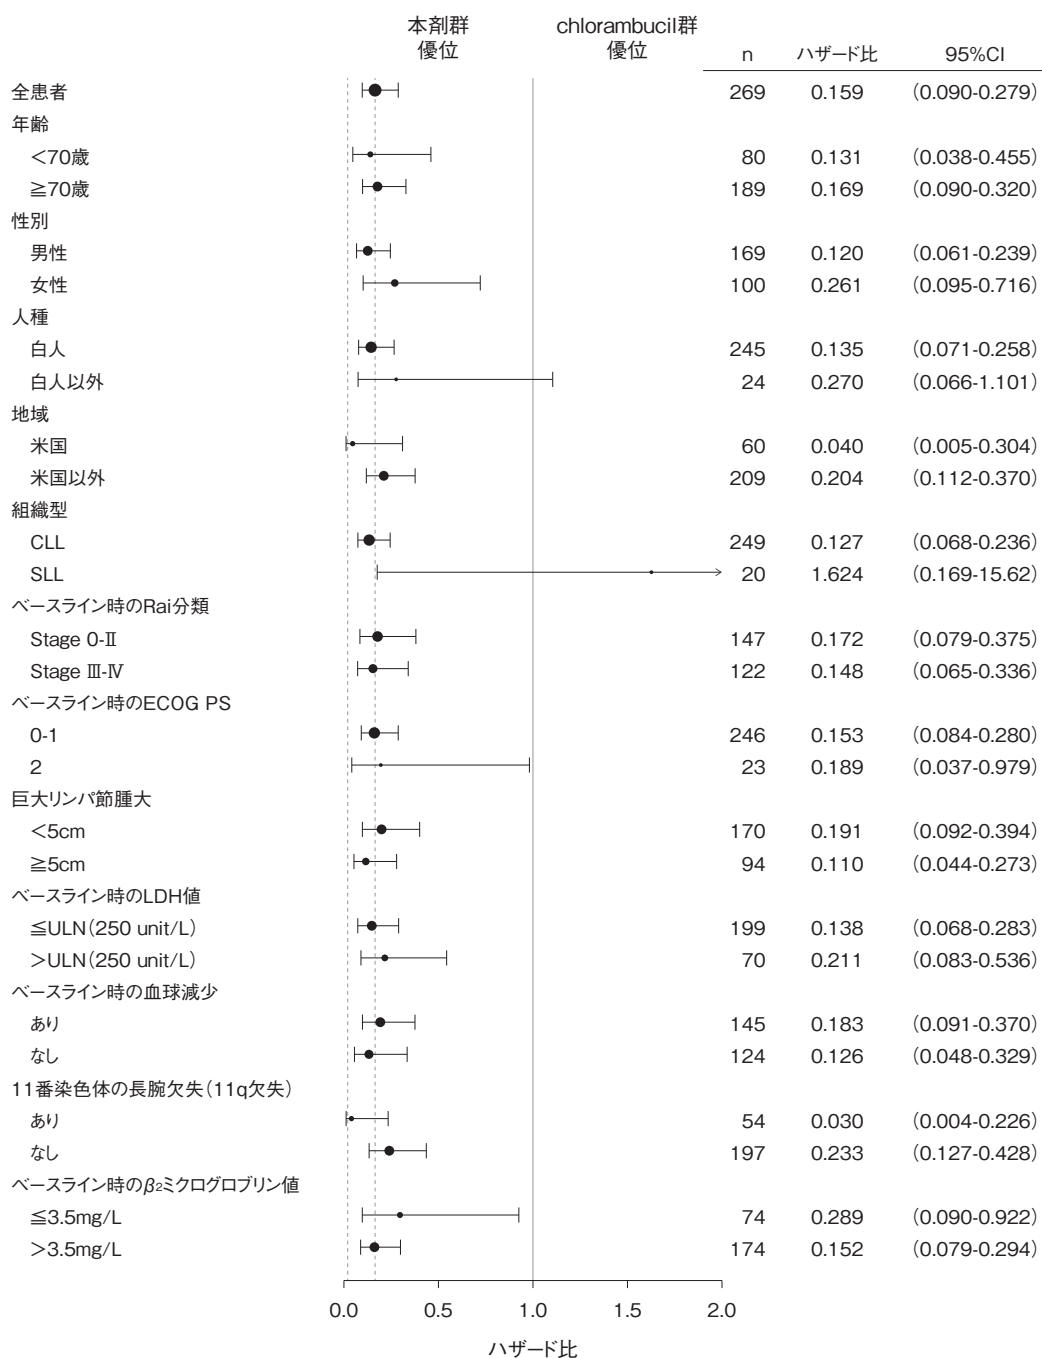 本剤群 chlorambucil群
優位 優位
n ハザード比 95%CI
全患者 269 0.159 (0.090-0.279)
年齢
<70歳 80 0.131 (0.038-0.455)
≧70歳 189 0.169 (0.090-0.320)
性別
男性 169 0.120 (0.061-0.239)
女性 100 0.261 (0.095-0.716)
人種
白人 245 0.135 (0.071-0.258)
白人以外 24 0.270 (0.066-1.101)
地域
米国 60 0.040 (0.005-0.304)
米国以外 209 0.204 (0.112-0.370)
組織型
CLL 249 0.127 (0.068-0.236)
SLL 20 1.624 (0.169-15.62)
ベースライン時のRai分類
Stage 0-Ⅱ 147 0.172 (0.079-0.375)
Stage Ⅲ-Ⅳ 122 0.148 (0.065-0.336)
ベースライン時のECOG PS
0-1 246 0.153 (0.084-0.280)
2 23 0.189 (0.037-0.979)
巨大リンパ節腫大
<5cm 170 0.191 (0.092-0.394)
≧5cm 94 0.110 (0.044-0.273)
ベースライン時のLDH値
≦ULN(250 unit/L) 199 0.138 (0.068-0.283)
>ULN(250 unit/L) 70 0.211 (0.083-0.536)
ベースライン時の血球減少
あり 145 0.183 (0.091-0.370)
なし 124 0.126 (0.048-0.329)
11番染色体の長腕欠失(11q欠失)
あり 54 0.030 (0.004-0.226)
なし 197 0.233 (0.127-0.428)
ベースライン時のβ₂ミクログロブリン値
≦3.5mg/L 74 0.289 (0.090-0.922)
>3.5mg/L 174 0.152 (0.079-0.294)
0.0 0.5 1.0 1.5 2.0
ハザード比